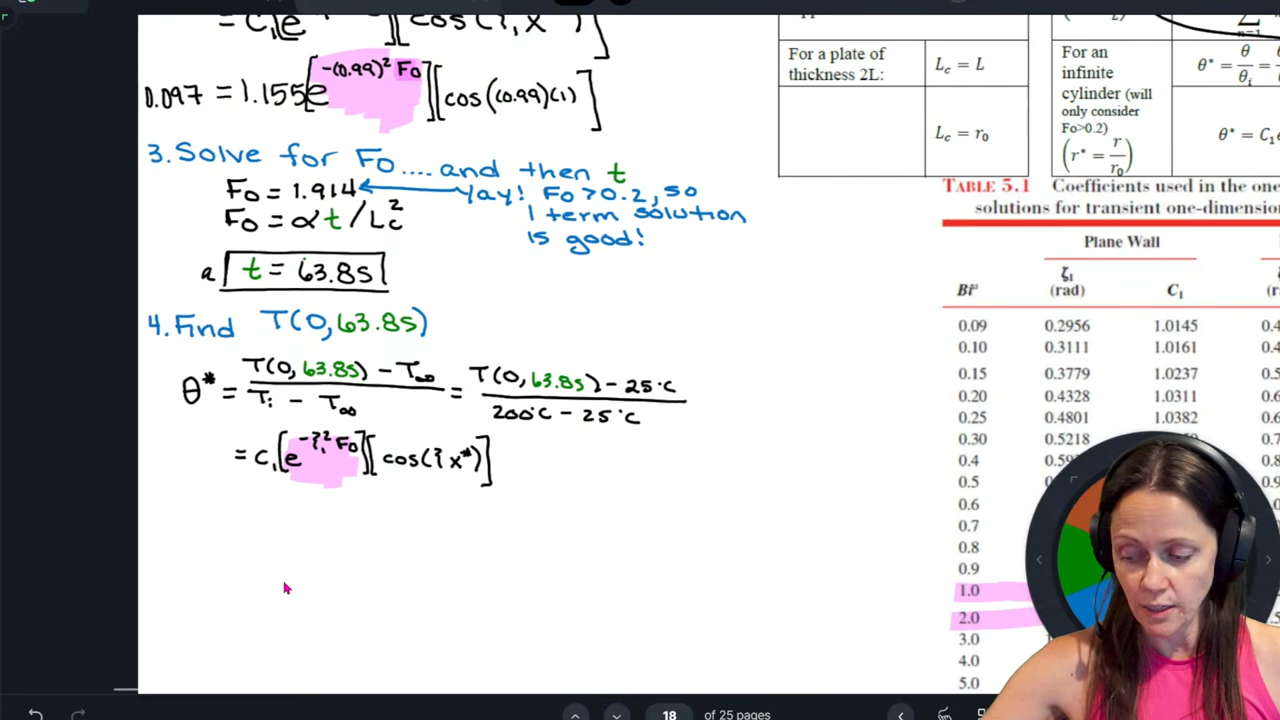 = C₁[e ][cos(ζ₁x )]
0.097 = 1.155[e^-(0.99)² Fo][cos((0.99)(1)]
3. Solve for Fo....and then t
Fo = 1.914 ← Yay! Fo>0.2, so
Fo = αt/Lc² 1 term solution
is good!
a t = 63.8s
4. Find T(0,63.8s)
θ* = T(0,63.8s) - T∞ / Ti - T∞ = T(0,63.8s) - 25°C / 200°C - 25°C
= C₁[e^-ζ₁² Fo][cos(ζ x*)]
For a plate of
thickness 2L:
Lc = L
Lc = r₀
For an
infinite
cylinder (will
only consider
Fo>0.2)
(r* = r/r₀)
θ* = θ/θi =
θ* = C₁e
TABLE 5.1 Coefficients used in the one
solutions for transient one-dimension
Plane Wall
ζ₁
Bi (rad) C₁
0.09 0.2956 1.0145
0.10 0.3111 1.0161
0.15 0.3779 1.0237
0.20 0.4328 1.0311
0.25 0.4801 1.0382
0.30 0.5218
0.4
0.5
0.6
0.7
0.8
0.9
1.0
2.0
3.0
4.0
5.0
18 of 25 pages